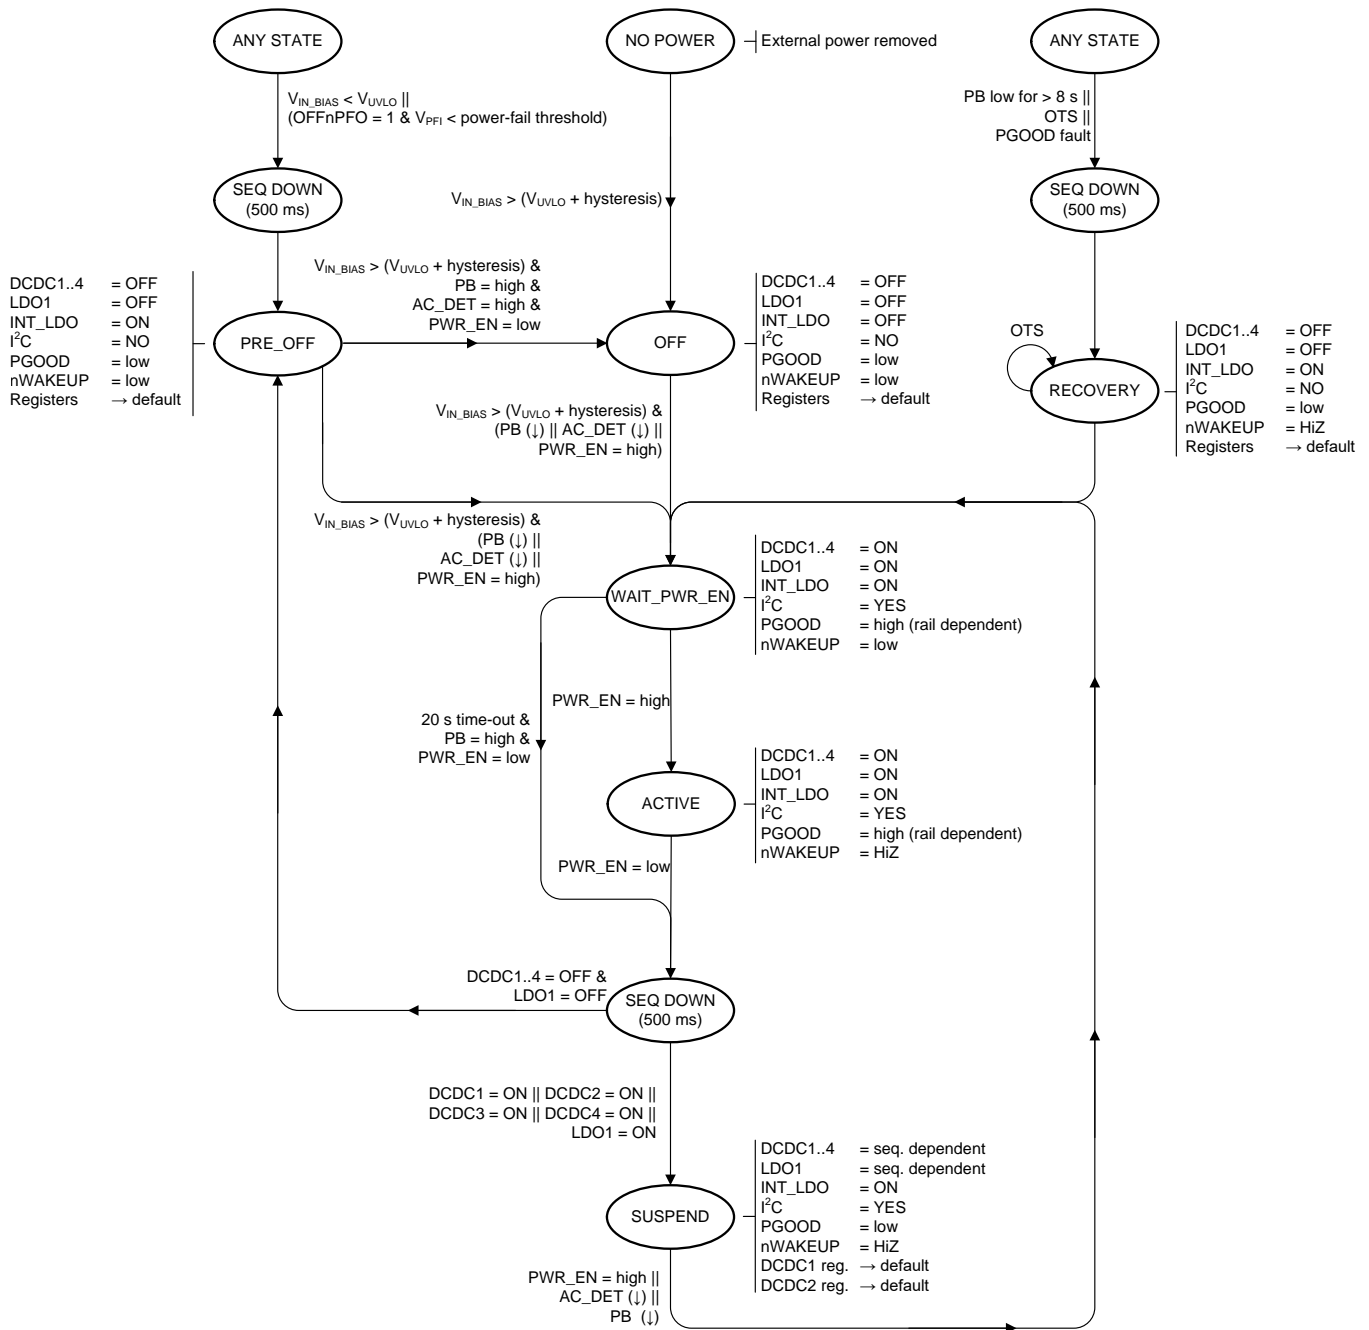 ANY STATE
NO POWER
External power removed
ANY STATE
V_IN_BIAS < V_UVLO ||
(OFFnPFO = 1 & V_PFI < power-fail threshold)
PB low for > 8 s ||
OTS ||
PGOOD fault
SEQ DOWN
(500 ms)
V_IN_BIAS > (V_UVLO + hysteresis)
SEQ DOWN
(500 ms)
DCDC1..4 = OFF
LDO1 = OFF
INT_LDO = ON
I²C = NO
PGOOD = low
nWAKEUP = low
Registers → default
PRE_OFF
V_IN_BIAS > (V_UVLO + hysteresis) &
PB = high &
AC_DET = high &
PWR_EN = low
OFF
DCDC1..4 = OFF
LDO1 = OFF
INT_LDO = OFF
I²C = NO
PGOOD = low
nWAKEUP = low
Registers → default
OTS
RECOVERY
DCDC1..4 = OFF
LDO1 = OFF
INT_LDO = ON
I²C = NO
PGOOD = low
nWAKEUP = HiZ
Registers → default
V_IN_BIAS > (V_UVLO + hysteresis) &
(PB (↓) || AC_DET (↓) ||
PWR_EN = high)
V_IN_BIAS > (V_UVLO + hysteresis) &
(PB (↓) ||
AC_DET (↓) ||
PWR_EN = high)
WAIT_PWR_EN
DCDC1..4 = ON
LDO1 = ON
INT_LDO = ON
I²C = YES
PGOOD = high (rail dependent)
nWAKEUP = low
PWR_EN = high
20 s time-out &
PB = high &
PWR_EN = low
ACTIVE
DCDC1..4 = ON
LDO1 = ON
INT_LDO = ON
I²C = YES
PGOOD = high (rail dependent)
nWAKEUP = HiZ
PWR_EN = low
DCDC1..4 = OFF &
LDO1 = OFF
SEQ DOWN
(500 ms)
DCDC1 = ON || DCDC2 = ON ||
DCDC3 = ON || DCDC4 = ON ||
LDO1 = ON
SUSPEND
DCDC1..4 = seq. dependent
LDO1 = seq. dependent
INT_LDO = ON
I²C = YES
PGOOD = low
nWAKEUP = HiZ
DCDC1 reg. → default
DCDC2 reg. → default
PWR_EN = high ||
AC_DET (↓) ||
PB (↓)